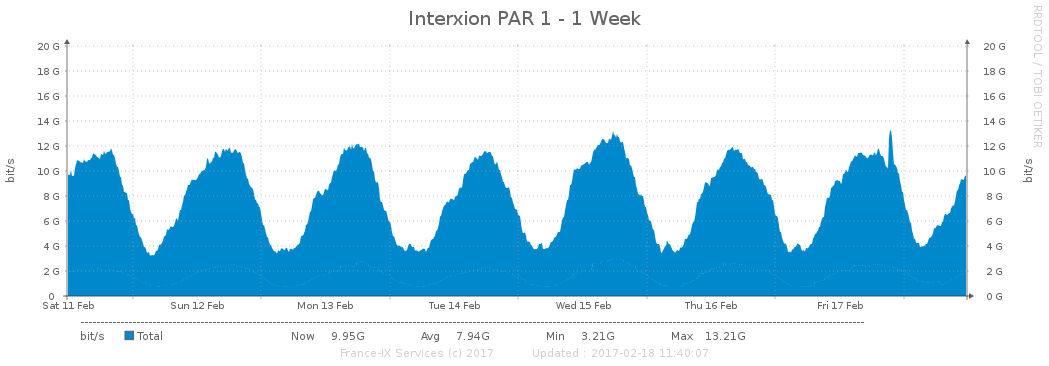 Interxion PAR 1 - 1 Week
RRDTOOL / TOBI OETIKER
20 G 20 G
18 G 18 G
16 G 16 G
14 G 14 G
12 G 12 G
10 G 10 G
8 G 8 G
6 G 6 G
4 G 4 G
2 G 2 G
0 0 G
bit/s bit/s
Sat 11 Feb Sun 12 Feb Mon 13 Feb Tue 14 Feb Wed 15 Feb Thu 16 Feb Fri 17 Feb
bit/s Total Now 9.95G Avg 7.94G Min 3.21G Max 13.21G
France-IX Services (c) 2017 Updated : 2017-02-18 11:40:07